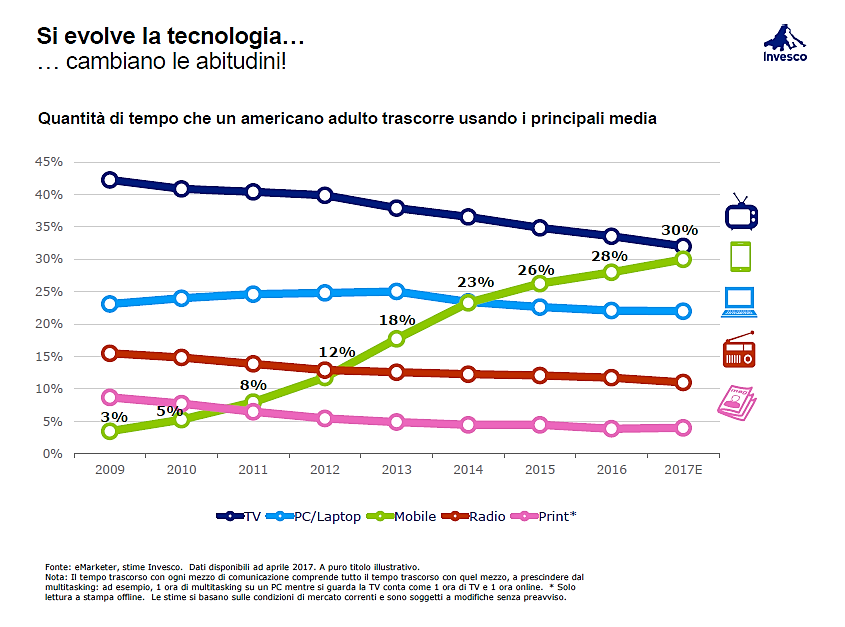 Si evolve la tecnologia…
… cambiano le abitudini!
Invesco
Quantità di tempo che un americano adulto trascorre usando i principali media
45%
40%
35%
30%
25%
20%
15%
10%
5%
0%
3%
5%
8%
12%
18%
23%
26%
28%
30%
2009 2010 2011 2012 2013 2014 2015 2016 2017E
TV PC/Laptop Mobile Radio Print*
Fonte: eMarketer, stime Invesco. Dati disponibili ad aprile 2017. A puro titolo illustrativo.
Nota: Il tempo trascorso con ogni mezzo di comunicazione comprende tutto il tempo trascorso con quel mezzo, a prescindere dal
multitasking: ad esempio, 1 ora di multitasking su un PC mentre si guarda la TV conta come 1 ora di TV e 1 ora online. * Solo
lettura a stampa offline. Le stime si basano sulle condizioni di mercato correnti e sono soggetti a modifiche senza preavviso.